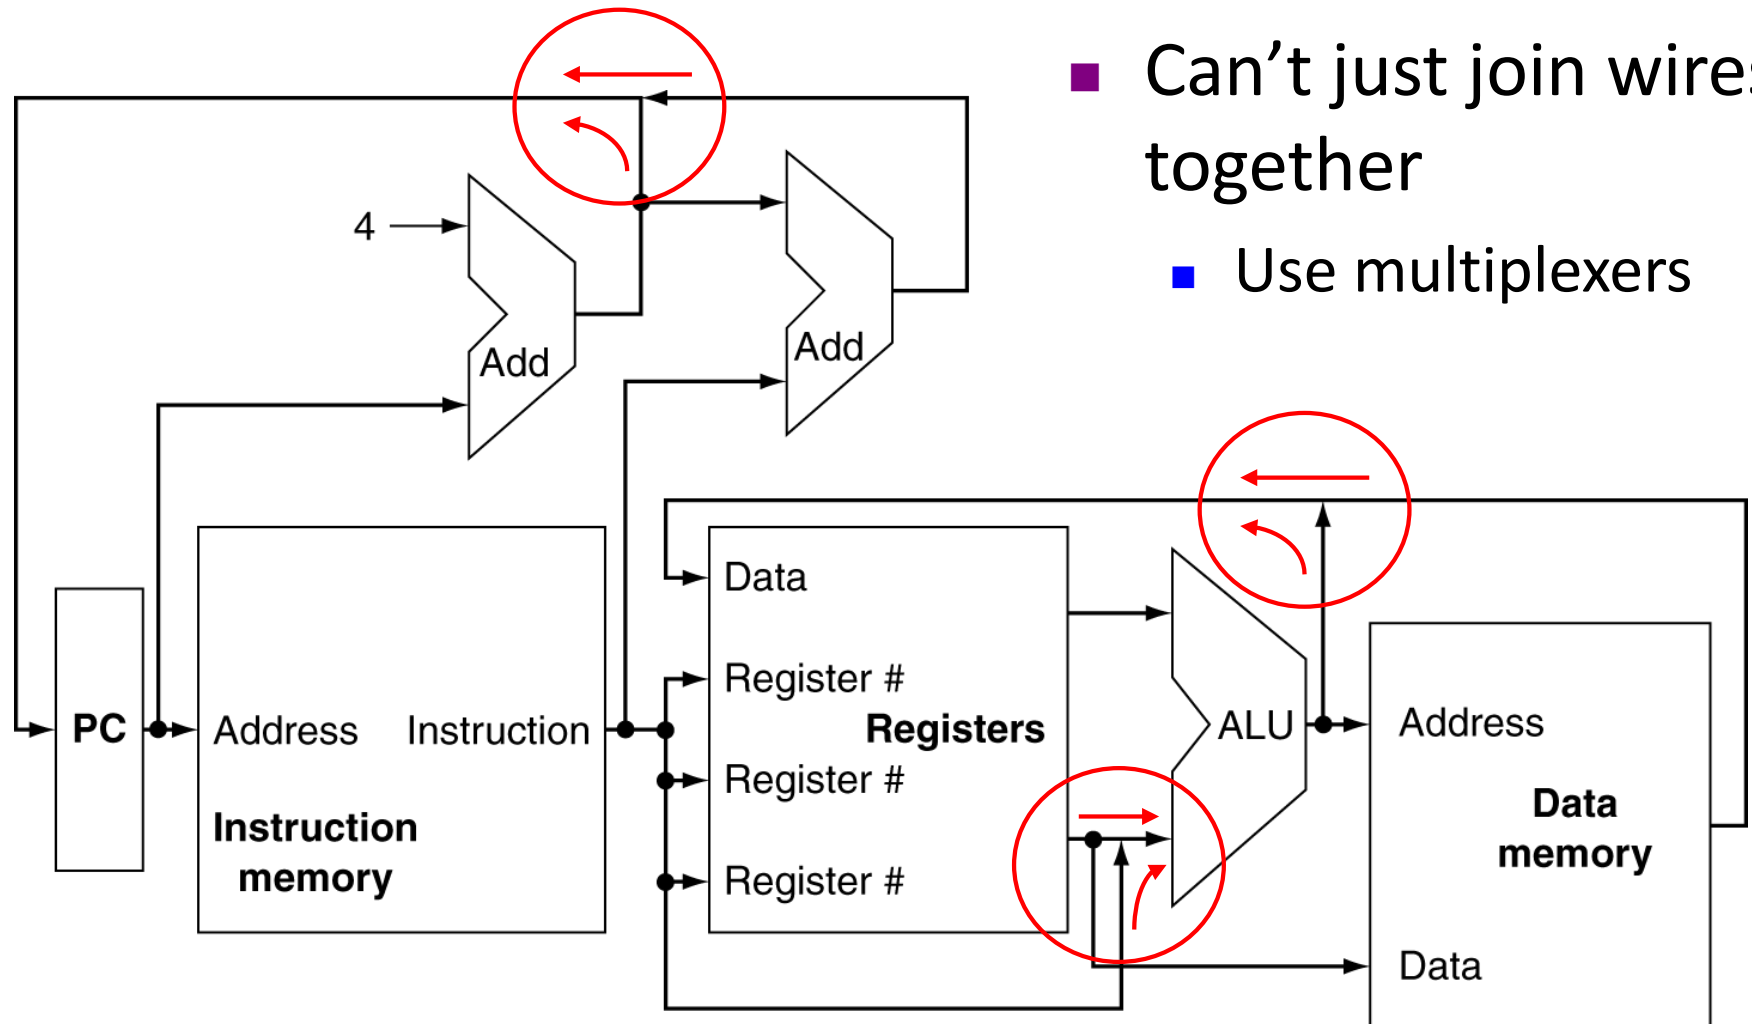 Can’t just join wires
together
Use multiplexers
4
Add
Add
Data
Register #
Register #
Register #
Registers
PC
Address
Instruction
Instruction
memory
ALU
Address
Data
memory
Data